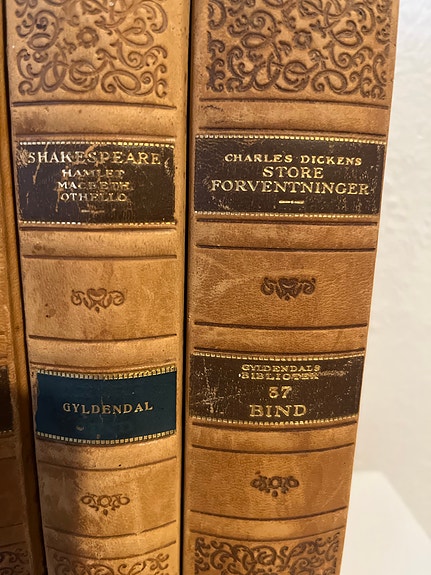 SHAKESPEARE
HAMLET
MACBETH
OTHELLO
GYLDENDAL
CHARLES DICKENS
STORE
FORVENTNINGER
GYLDENDALS
BIBLIOTEK
37
BIND